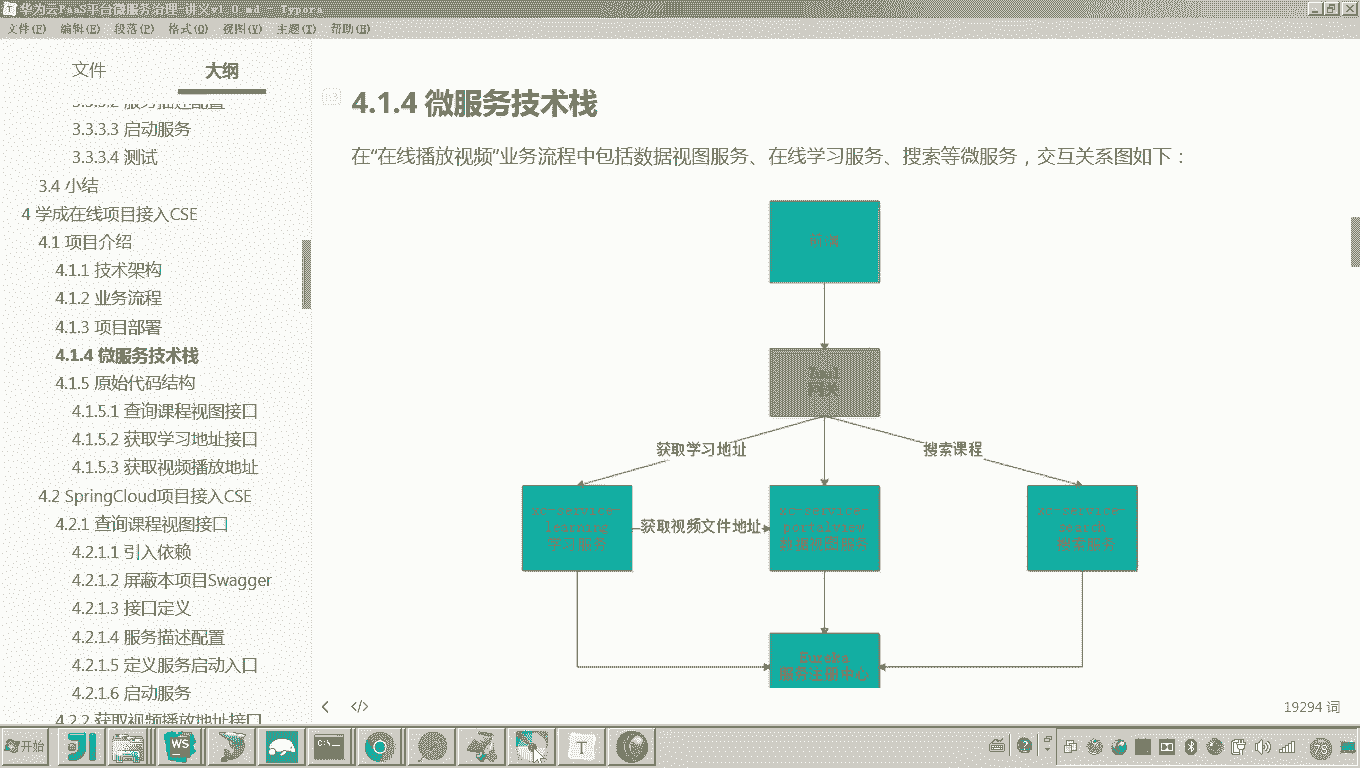 华为云PaaS平台微服务治理-讲义v1.0.md - Typora
文件(F) 编辑(E) 段落(P) 格式(O) 视图(V) 主题(T) 帮助(H)
文件 大纲
3.3.3.2 服务描述配置
3.3.3.3 启动服务
3.3.3.4 测试
3.4 小结
4 学成在线项目接入CSE
4.1 项目介绍
4.1.1 技术架构
4.1.2 业务流程
4.1.3 项目部署
4.1.4 微服务技术栈
4.1.5 原始代码结构
4.1.5.1 查询课程视图接口
4.1.5.2 获取学习地址接口
4.1.5.3 获取视频播放地址
4.2 SpringCloud项目接入CSE
4.2.1 查询课程视图接口
4.2.1.1 引入依赖
4.2.1.2 屏蔽本项目Swagger
4.2.1.3 接口定义
4.2.1.4 服务描述配置
4.2.1.5 定义服务启动入口
4.2.1.6 启动服务
4.2.2 获取视频播放地址接口
4.1.4 微服务技术栈
在“在线播放视频”业务流程中包括数据视图服务、在线学习服务、搜索等微服务，交互关系图如下：
Zuul
网关
获取学习地址
搜索课程
学习服务
获取视频文件地址
搜索服务
Eureka
服务注册中心
19294 词
开始
WS
T
73